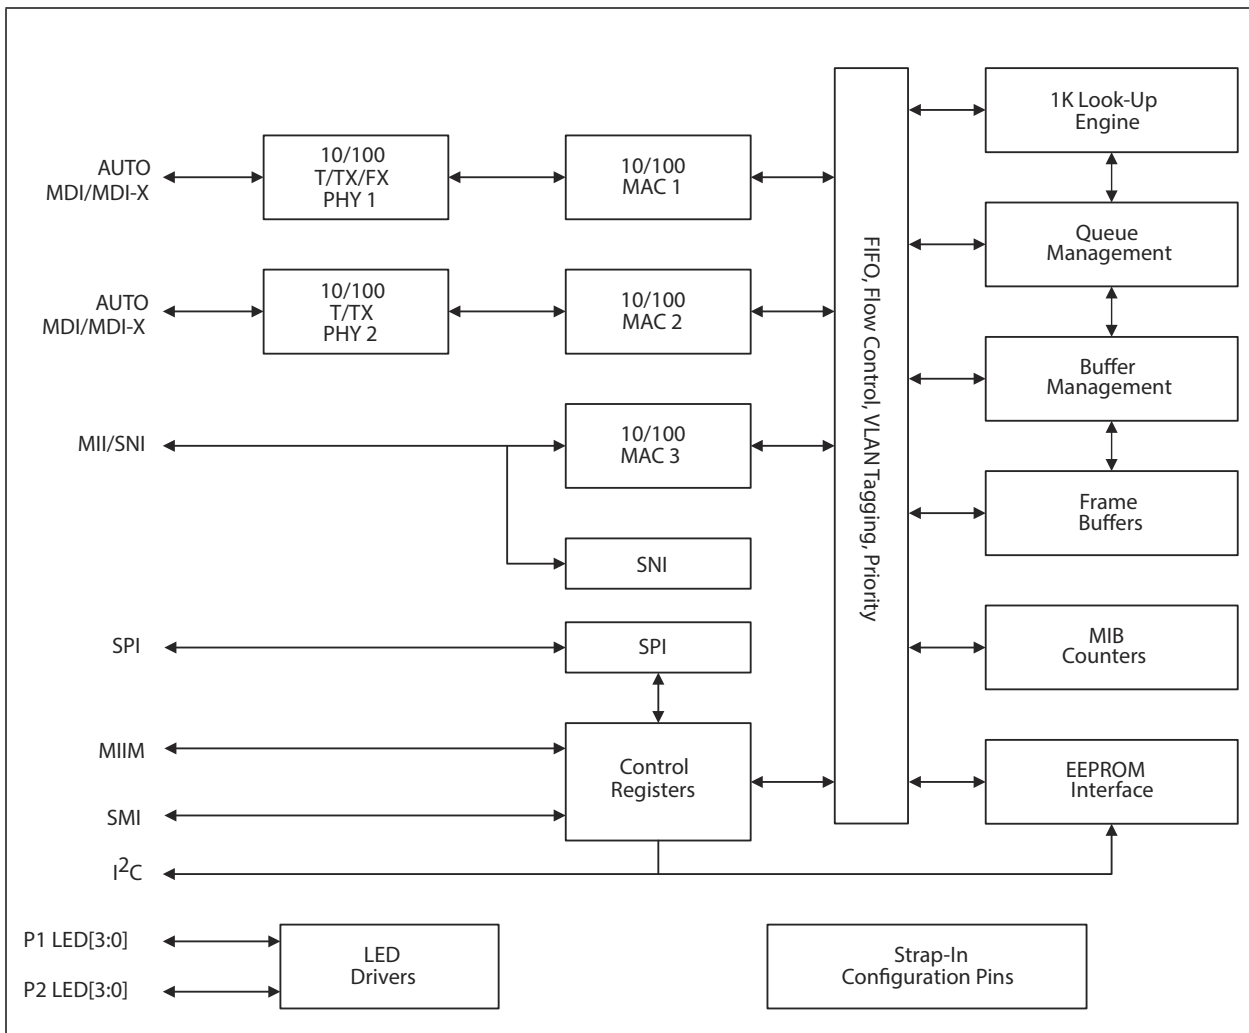 AUTO
MDI/MDI-X
10/100
T/TX/FX
PHY 1
10/100
MAC 1
FIFO, Flow Control, VLAN Tagging, Priority
1K Look-Up
Engine
Queue
Management
AUTO
MDI/MDI-X
10/100
T/TX
PHY 2
10/100
MAC 2
Buffer
Management
MII/SNI
10/100
MAC 3
Frame
Buffers
SNI
SPI
SPI
MIB
Counters
MIIM
SMI
Control
Registers
EEPROM
Interface
I²C
P1 LED[3:0]
P2 LED[3:0]
LED
Drivers
Strap-In
Configuration Pins